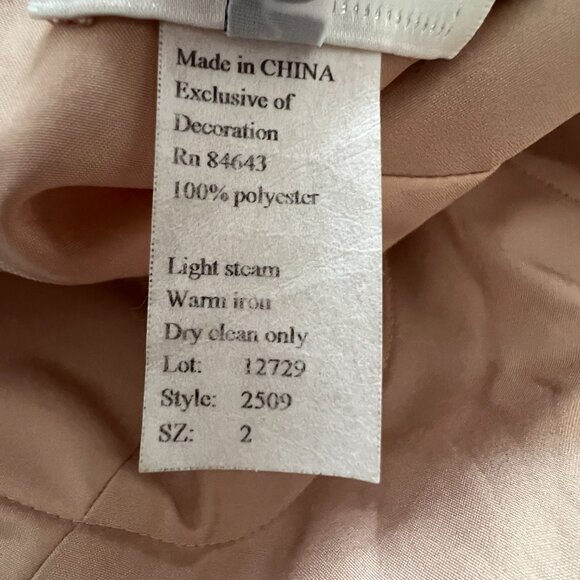 Made in CHINA
Exclusive of
Decoration
Rn 84643
100% polyester
Light steam
Warm iron
Dry clean only
Lot: 12729
Style: 2509
SZ: 2